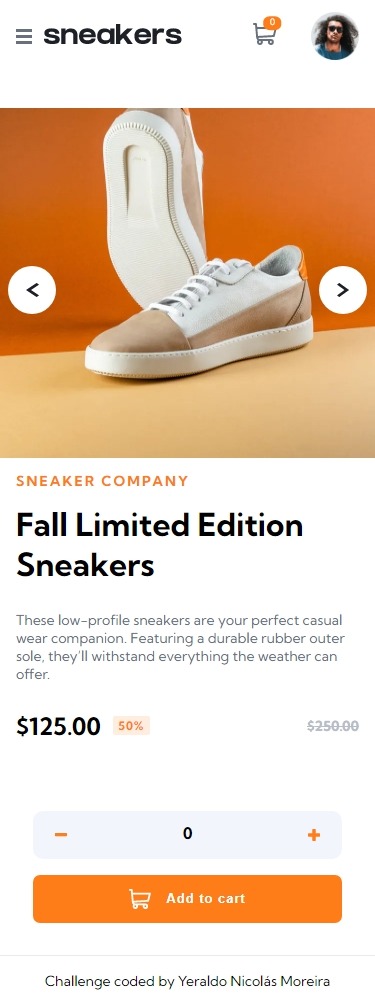 sneakers
0
SNEAKER COMPANY
Fall Limited Edition
Sneakers
These low-profile sneakers are your perfect casual
wear companion. Featuring a durable rubber outer
sole, they’ll withstand everything the weather can
offer.
$125.00 50% $250.00
0
Add to cart
Challenge coded by Yeraldo Nicolás Moreira